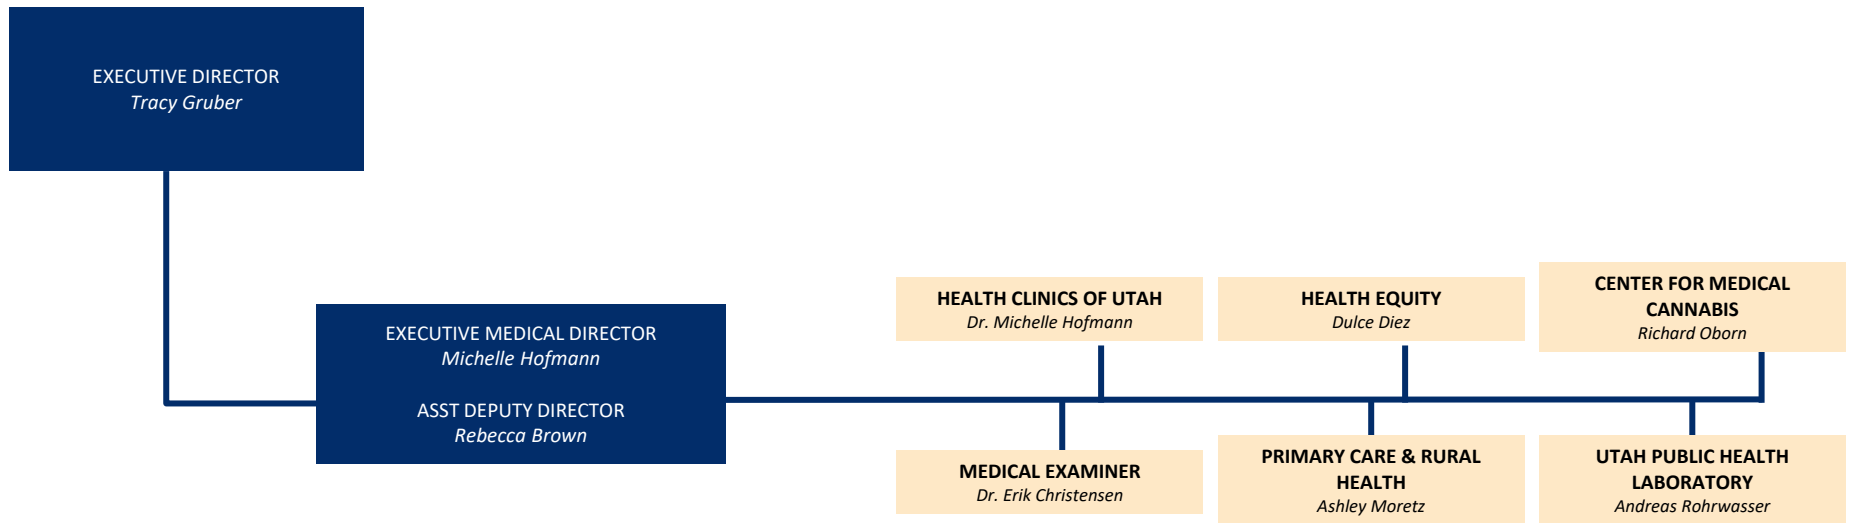 EXECUTIVE DIRECTOR
Tracy Gruber
EXECUTIVE MEDICAL DIRECTOR
Michelle Hofmann
ASST DEPUTY DIRECTOR
Rebecca Brown
HEALTH CLINICS OF UTAH
Dr. Michelle Hofmann
HEALTH EQUITY
Dulce Diez
CENTER FOR MEDICAL
CANNABIS
Richard Oborn
MEDICAL EXAMINER
Dr. Erik Christensen
PRIMARY CARE & RURAL
HEALTH
Ashley Moretz
UTAH PUBLIC HEALTH
LABORATORY
Andreas Rohrwasser